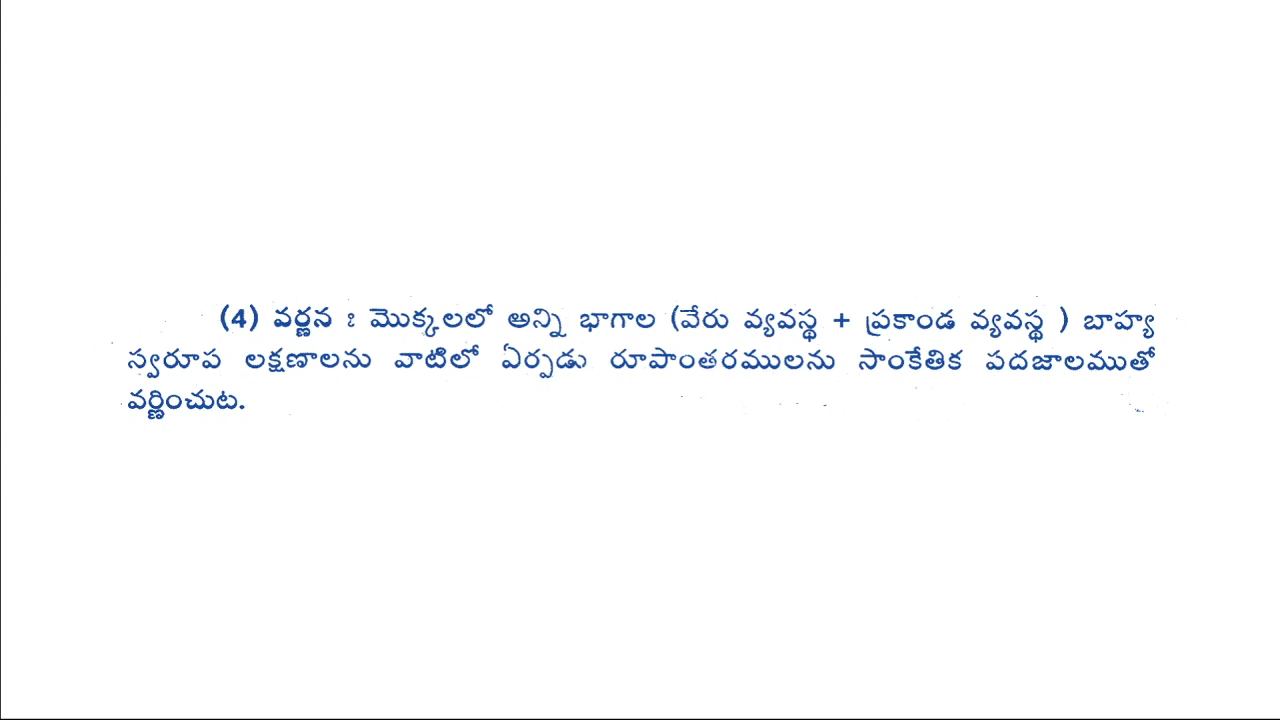 (4) వర్ణన : మొక్కలలో అన్ని భాగాల (వేరు వ్యవస్థ + ప్రకాండ వ్యవస్థ ) బాహ్య
స్వరూప లక్షణాలను వాటిలో ఏర్పడు రూపాంతరములను సాంకేతిక పదజాలముతో
వర్ణించుట.